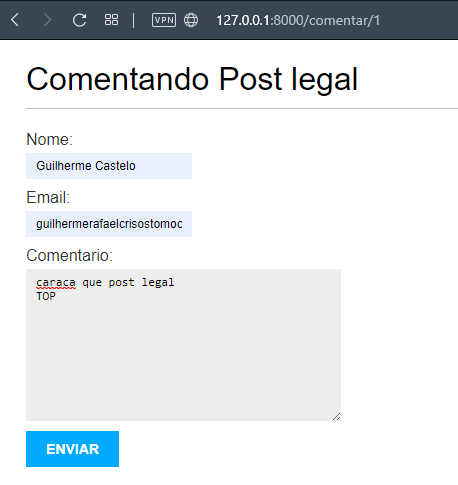 VPN 127.0.0.1:8000/comentar/1
Comentando Post legal
Nome:
Guilherme Castelo
Email:
guilhermerafaelcrisostomoc
Comentario:
caraca que post legal
TOP
ENVIAR